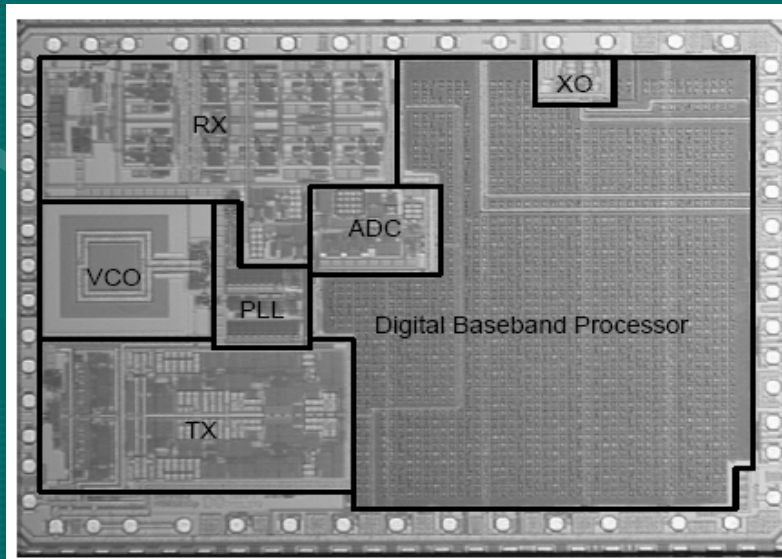 XO
RX
ADC
VCO
PLL
Digital Baseband Processor
TX